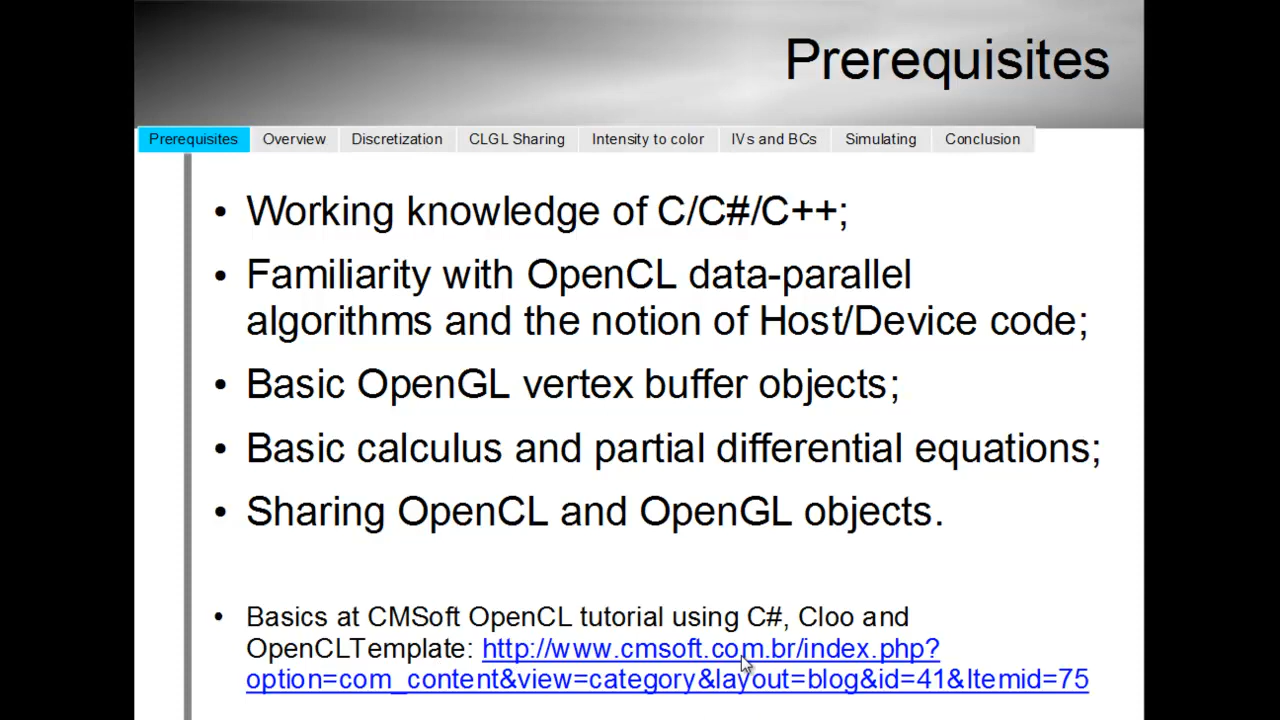 Prerequisites
Prerequisites Overview Discretization CLGL Sharing Intensity to color IVs and BCs Simulating Conclusion
• Working knowledge of C/C#/C++;
• Familiarity with OpenCL data-parallel
algorithms and the notion of Host/Device code;
• Basic OpenGL vertex buffer objects;
• Basic calculus and partial differential equations;
• Sharing OpenCL and OpenGL objects.
• Basics at CMSoft OpenCL tutorial using C#, Cloo and
OpenCLTemplate: http://www.cmsoft.com.br/index.php?
option=com_content&view=category&layout=blog&id=41&Itemid=75